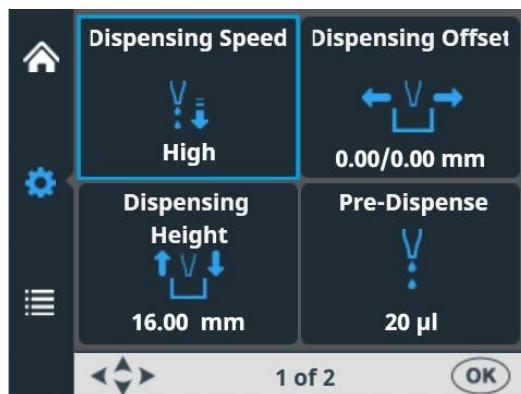 Dispensing Speed
High
Dispensing Offset
0.00/0.00 mm
Dispensing
Height
16.00 mm
Pre-Dispense
20 µl
1 of 2
OK